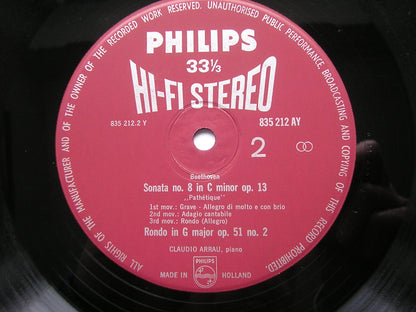 ALL RIGHTS OF THE MANUFACTURER AND OF THE OWNER OF THE RECORDED WORK RESERVED. UNAUTHORISED PUBLIC PERFORMANCE, BROADCASTING AND COPYING OF THIS RECORD PROHIBITED.
PHILIPS
33⅓
HI-FI STEREO
835 212.2 Y
835 212 AY
2
Beethoven
Sonata no. 8 in C minor op. 13
„Pathétique"
1st mov.: Grave - Allegro di molto e con brio
2nd mov.: Adagio cantabile
3rd mov.: Rondo (Allegro)
Rondo in G major op. 51 no. 2
CLAUDIO ARRAU, piano
MADE IN
HOLLAND
PHILIPS